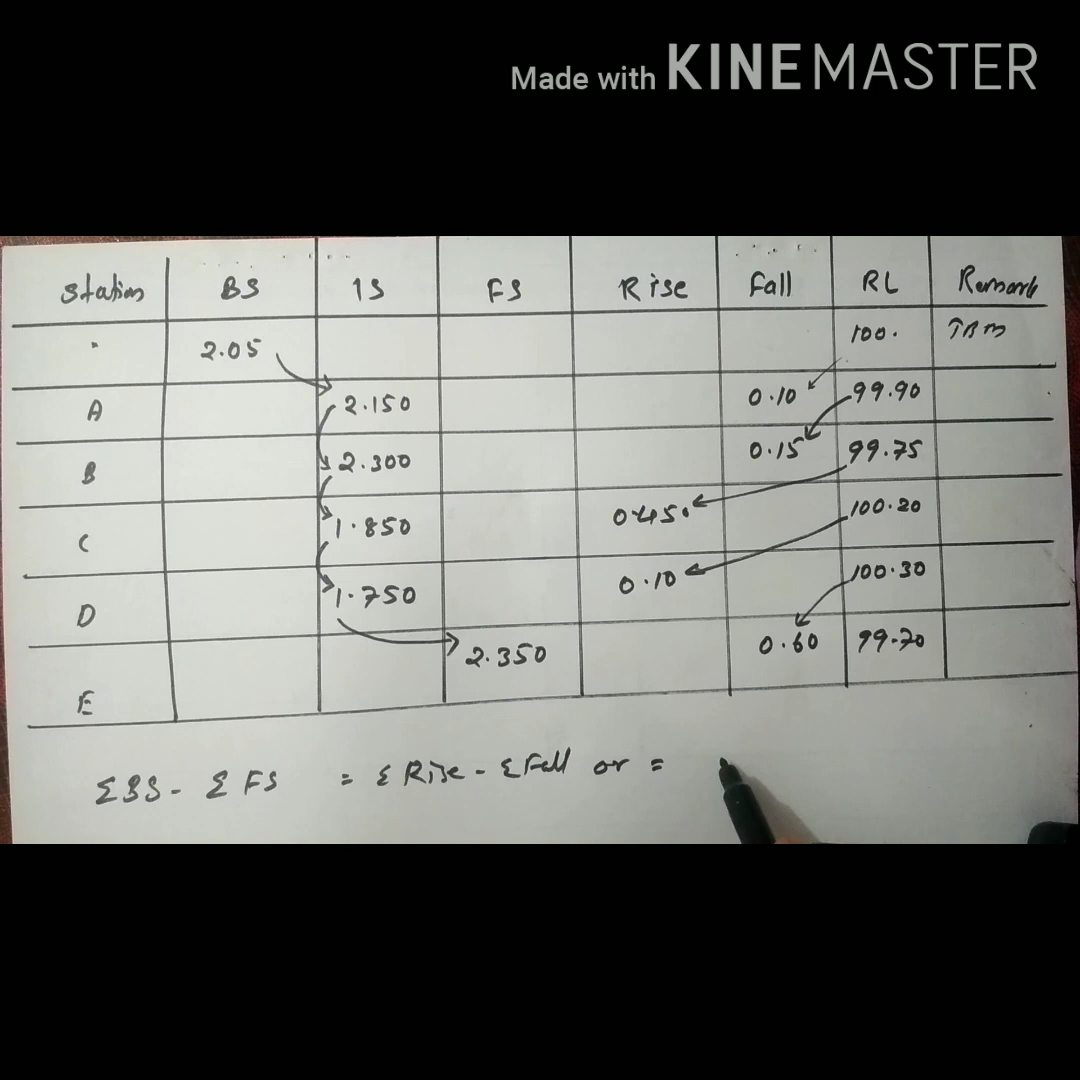 Made with KINEMASTER
Station BS IS FS Rise Fall RL Remark
2.05 100. TBM
A 2.150 0.10 99.90
B 2.300 0.15 99.75
C 1.850 0.45 100.20
D 1.750 0.10 100.30
E 2.350 0.60 99.70
ΣBS - ΣFS = ΣRise - ΣFall or =